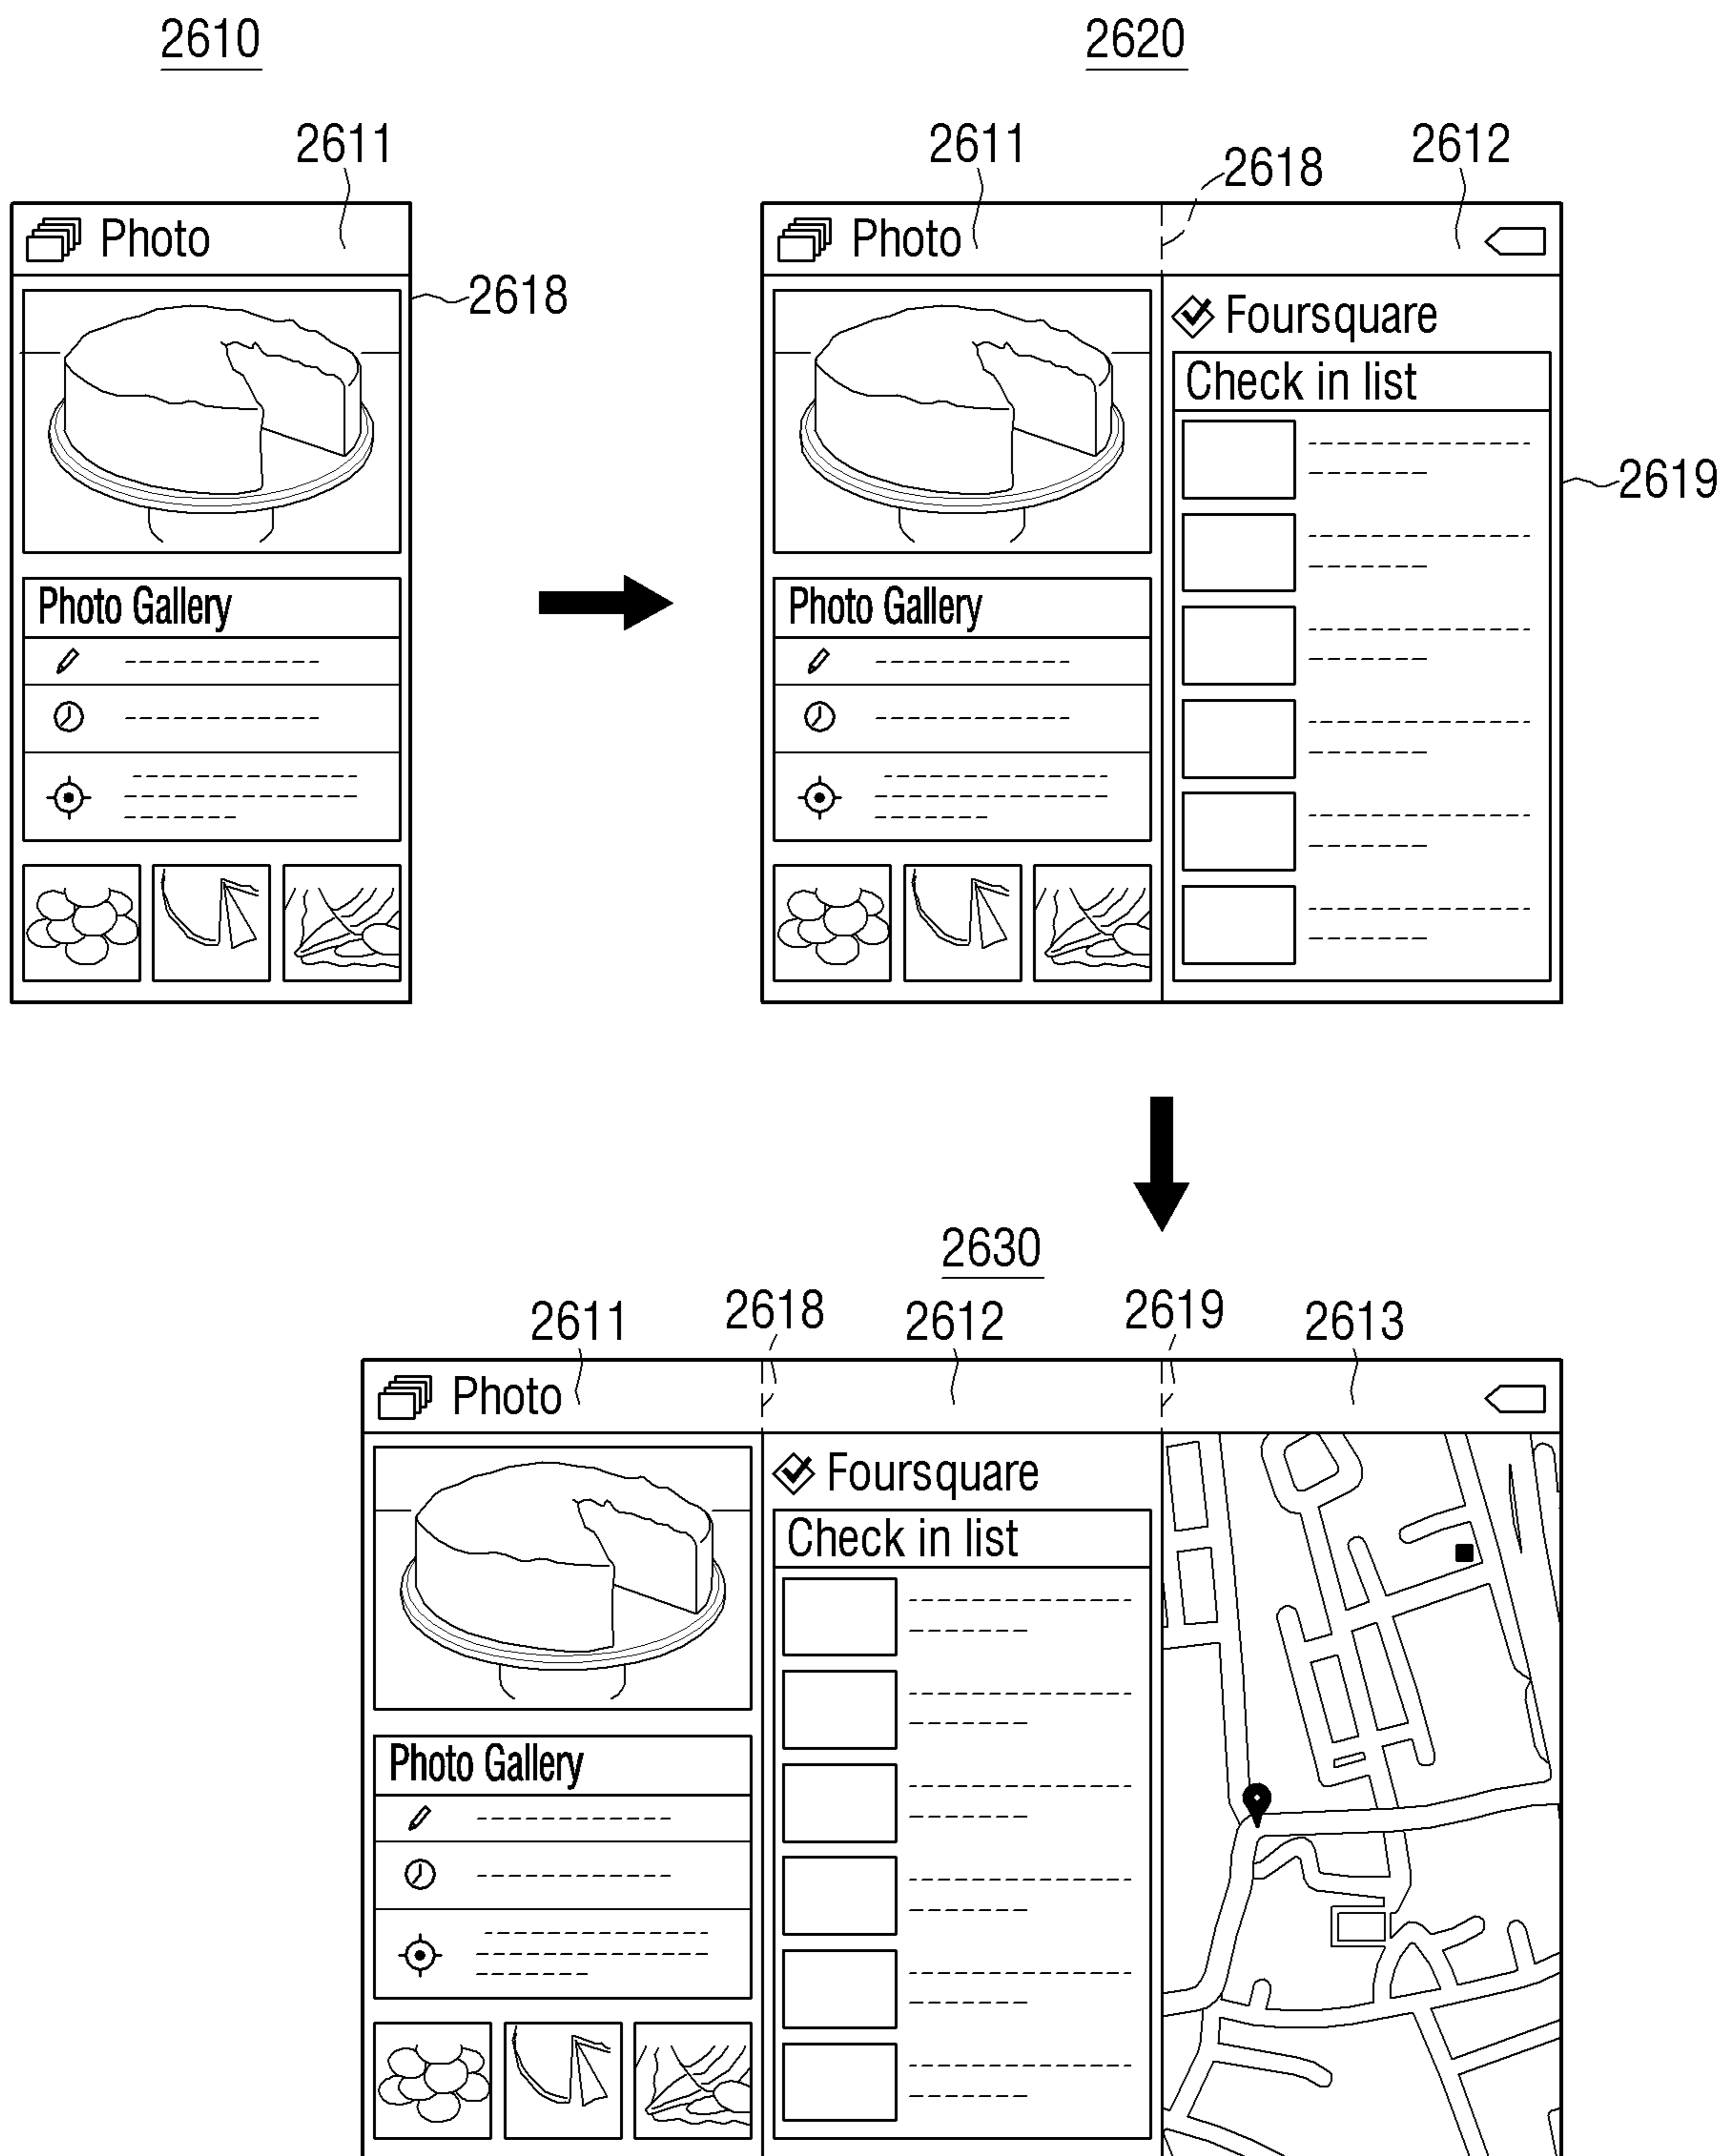 2610
2620
2611
2611
2618
2612
Photo
2618
Photo
Foursquare
Check in list
2619
Photo Gallery
Photo Gallery
2630
2611
2618
2612
2619
2613
Photo
Foursquare
Check in list
Photo Gallery